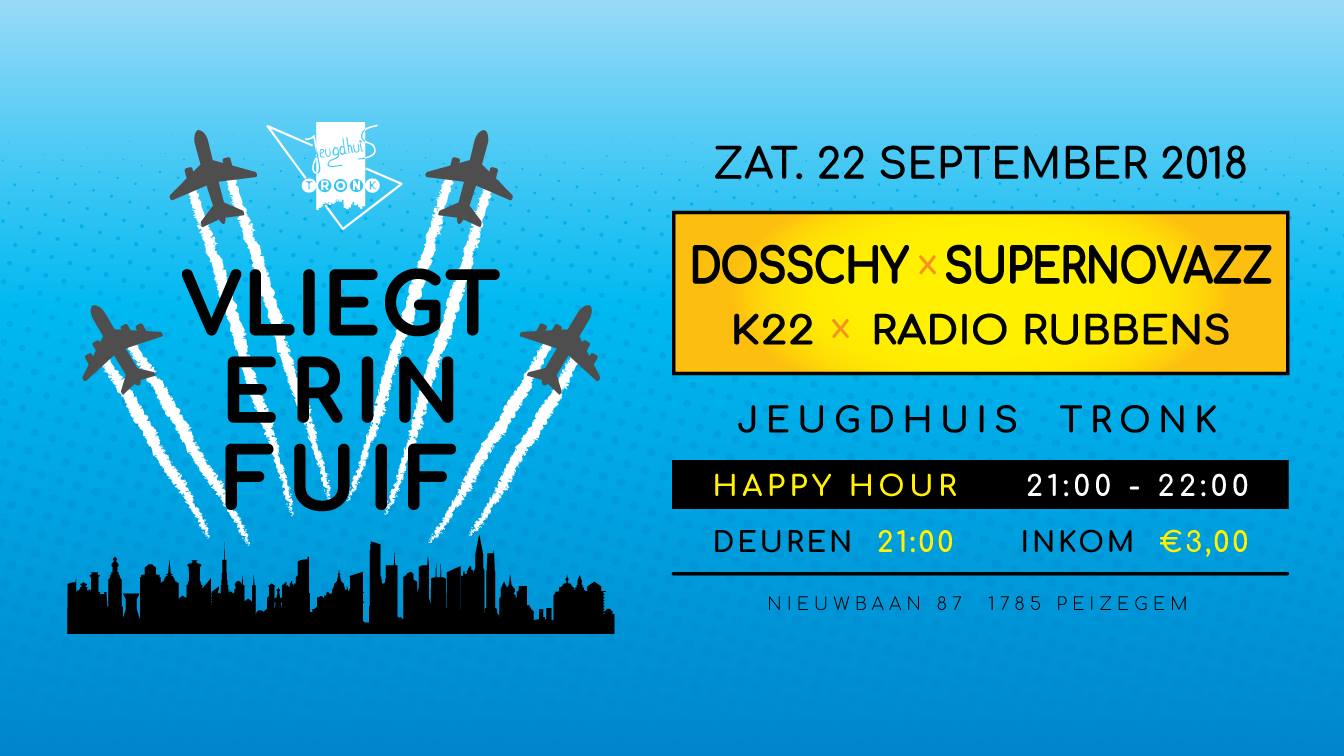 Jeugdhuis
TRONK
VLIEGT
ERIN
FUIF
ZAT. 22 SEPTEMBER 2018
DOSSCHY x SUPERNOVAZZ
K22 x RADIO RUBBENS
JEUGDHUIS TRONK
HAPPY HOUR 21:00 - 22:00
DEUREN 21:00 INKOM €3,00
NIEUWBAAN 87 1785 PEIZEGEM